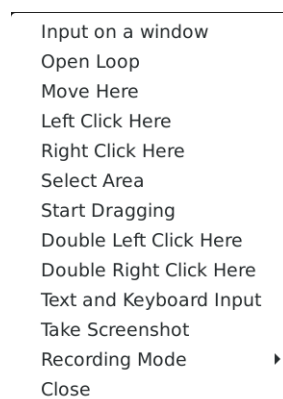 Input on a window
Open Loop
Move Here
Left Click Here
Right Click Here
Select Area
Start Dragging
Double Left Click Here
Double Right Click Here
Text and Keyboard Input
Take Screenshot
Recording Mode
Close